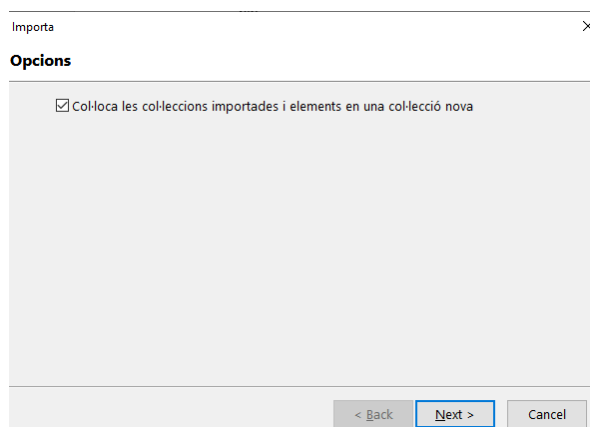 Importa
Opcions
Col·loca les col·leccions importades i elements en una col·lecció nova
< Back
Next >
Cancel